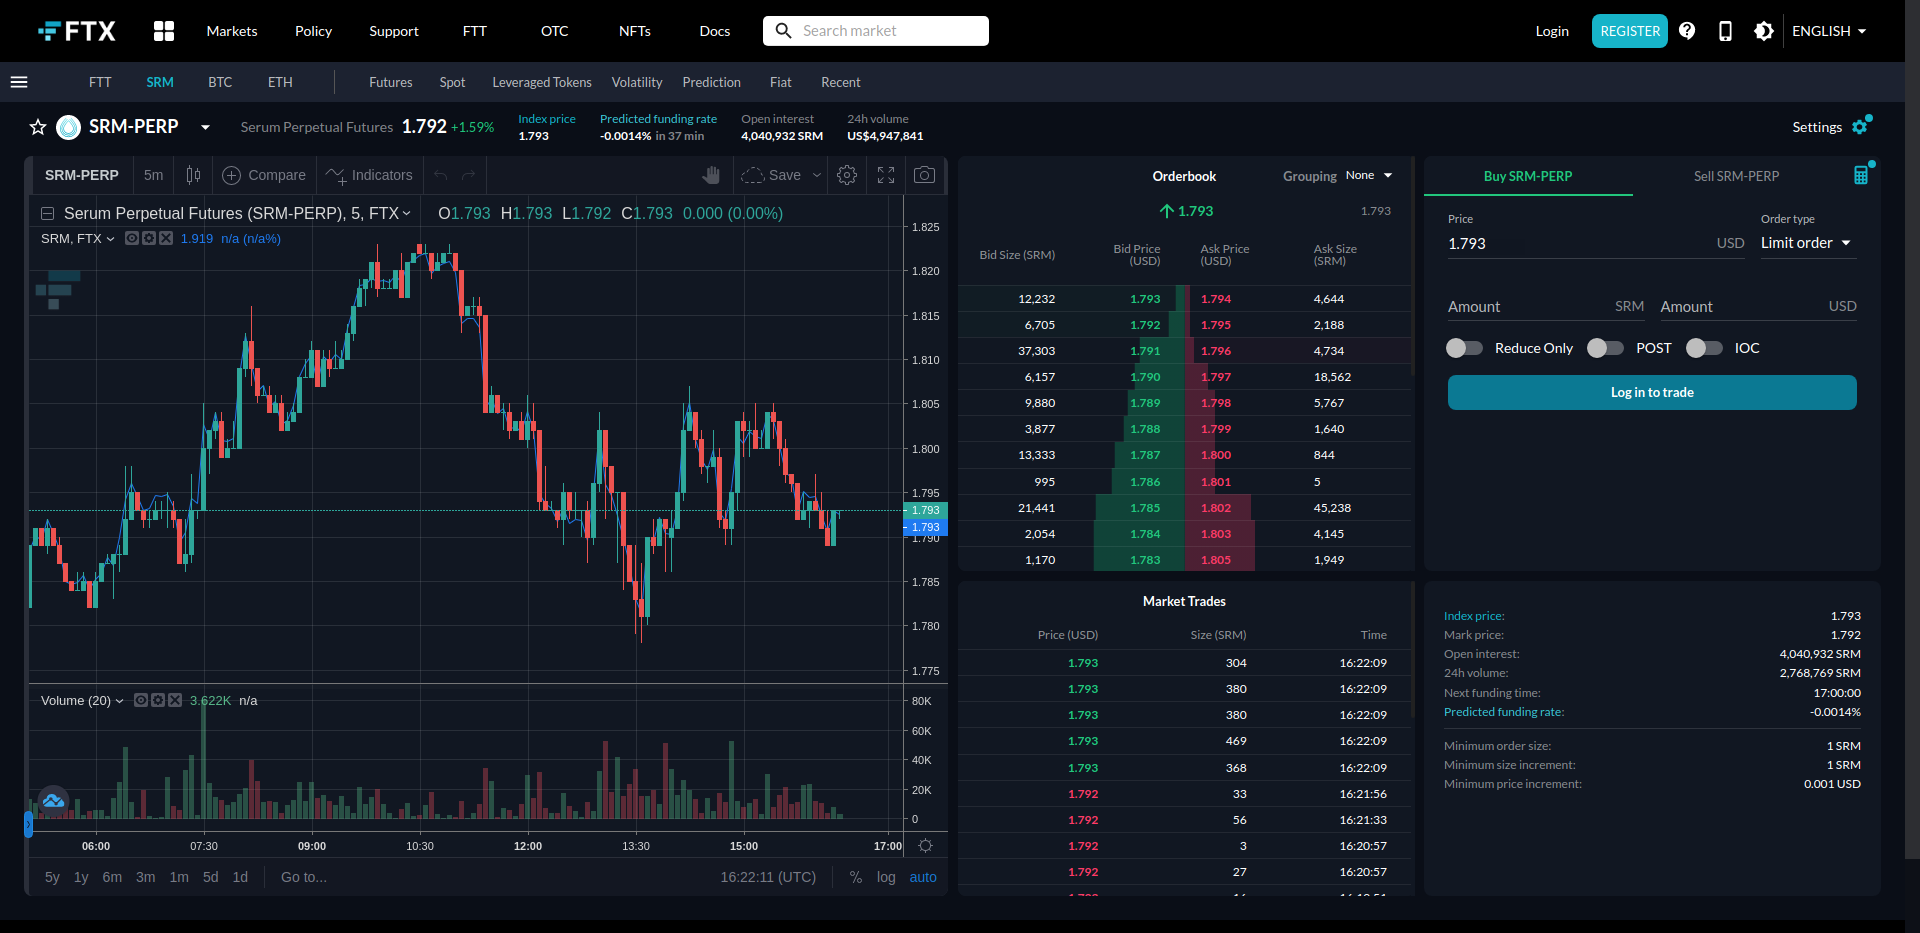 FTX Markets Policy Support FTT OTC NFTs Docs Search market Login REGISTER ENGLISH
FTT SRM BTC ETH Futures Spot Leveraged Tokens Volatility Prediction Fiat Recent
SRM-PERP Serum Perpetual Futures 1.792 +1.59%
Index price
1.793
Predicted funding rate
-0.0014% in 37 min
Open interest
4,040,932 SRM
24h volume
US$4,947,841
Settings
SRM-PERP 5m Compare Indicators Save
Serum Perpetual Futures (SRM-PERP), 5, FTX O1.793 H1.793 L1.792 C1.793 0.000 (0.00%)
SRM, FTX 1.919 n/a (n/a%)
1.825
1.820
1.815
1.810
1.805
1.800
1.795
1.793
1.793
1.790
1.785
1.780
1.775
Volume (20) 3.622K n/a
80K
60K
40K
20K
0
06:00 07:30 09:00 10:30 12:00 13:30 15:00 17:00
5y 1y 6m 3m 1m 5d 1d Go to... 16:22:11 (UTC) % log auto
Orderbook Grouping None
1.793 1.793
Bid Size (SRM) Bid Price (USD) Ask Price (USD) Ask Size (SRM)
12,232 1.793 1.794 4,644
6,705 1.792 1.795 2,188
37,303 1.791 1.796 4,734
6,157 1.790 1.797 18,562
9,880 1.789 1.798 5,767
3,877 1.788 1.799 1,640
13,333 1.787 1.800 844
995 1.786 1.801 5
21,441 1.785 1.802 45,238
2,054 1.784 1.803 4,145
1,170 1.783 1.805 1,949
Market Trades
Price (USD) Size (SRM) Time
1.793 304 16:22:09
1.793 380 16:22:09
1.793 380 16:22:09
1.793 469 16:22:09
1.793 368 16:22:09
1.792 33 16:21:56
1.792 56 16:21:33
1.792 3 16:20:57
1.792 27 16:20:57
Buy SRM-PERP Sell SRM-PERP
Price Order type
1.793 USD Limit order
Amount SRM Amount USD
Reduce Only POST IOC
Log in to trade
Index price: 1.793
Mark price: 1.792
Open interest: 4,040,932 SRM
24h volume: 2,768,769 SRM
Next funding time: 17:00:00
Predicted funding rate: -0.0014%
Minimum order size: 1 SRM
Minimum size increment: 1 SRM
Minimum price increment: 0.001 USD